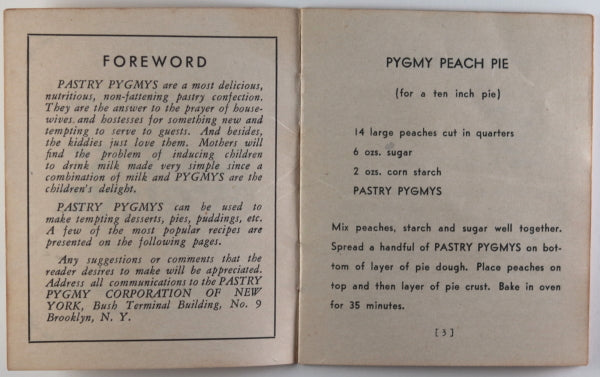 FOREWORD
PASTRY PYGMYS are a most delicious,
nutritious, non-fattening pastry confection.
They are the answer to the prayer of house-
wives and hostesses for something new and
tempting to serve to guests. And besides,
the kiddies just love them. Mothers will
find the problem of inducing children
to drink milk made very simple since a
combination of milk and PYGMYS are the
children's delight.
PASTRY PYGMYS can be used to
make tempting desserts, pies, puddings, etc.
A few of the most popular recipes are
presented on the following pages.
Any suggestions or comments that the
reader desires to make will be appreciated.
Address all communications to the PASTRY
PYGMY CORPORATION OF NEW
YORK, Bush Terminal Building, No. 9
Brooklyn, N. Y.
PYGMY PEACH PIE
(for a ten inch pie)
14 large peaches cut in quarters
6 ozs. sugar
2 ozs. corn starch
PASTRY PYGMYS
Mix peaches, starch and sugar well together.
Spread a handful of PASTRY PYGMYS on bot-
tom of layer of pie dough. Place peaches on
top and then layer of pie crust. Bake in oven
for 35 minutes.
[3]